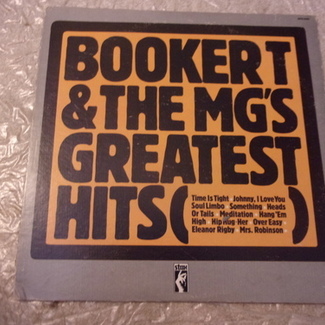 BOOKER T
& THE MG'S
GREATEST
HITS (
Time Is Tight Johnny, I Love You
Soul Limbo Something Heads
Or Tails Meditation Hang 'Em
High Hip Hug-Her Over Easy
Eleanor Rigby Mrs. Robinson
)
stax